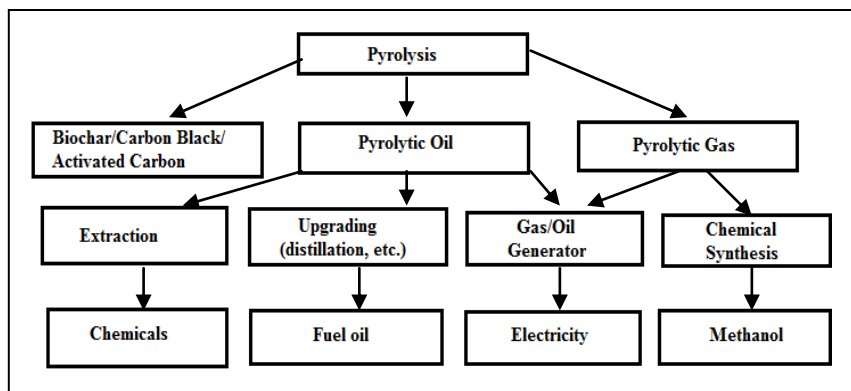 Pyrolysis
Biochar/Carbon Black/
Activated Carbon
Pyrolytic Oil
Pyrolytic Gas
Extraction
Upgrading
(distillation, etc.)
Gas/Oil
Generator
Chemical
Synthesis
Chemicals
Fuel oil
Electricity
Methanol